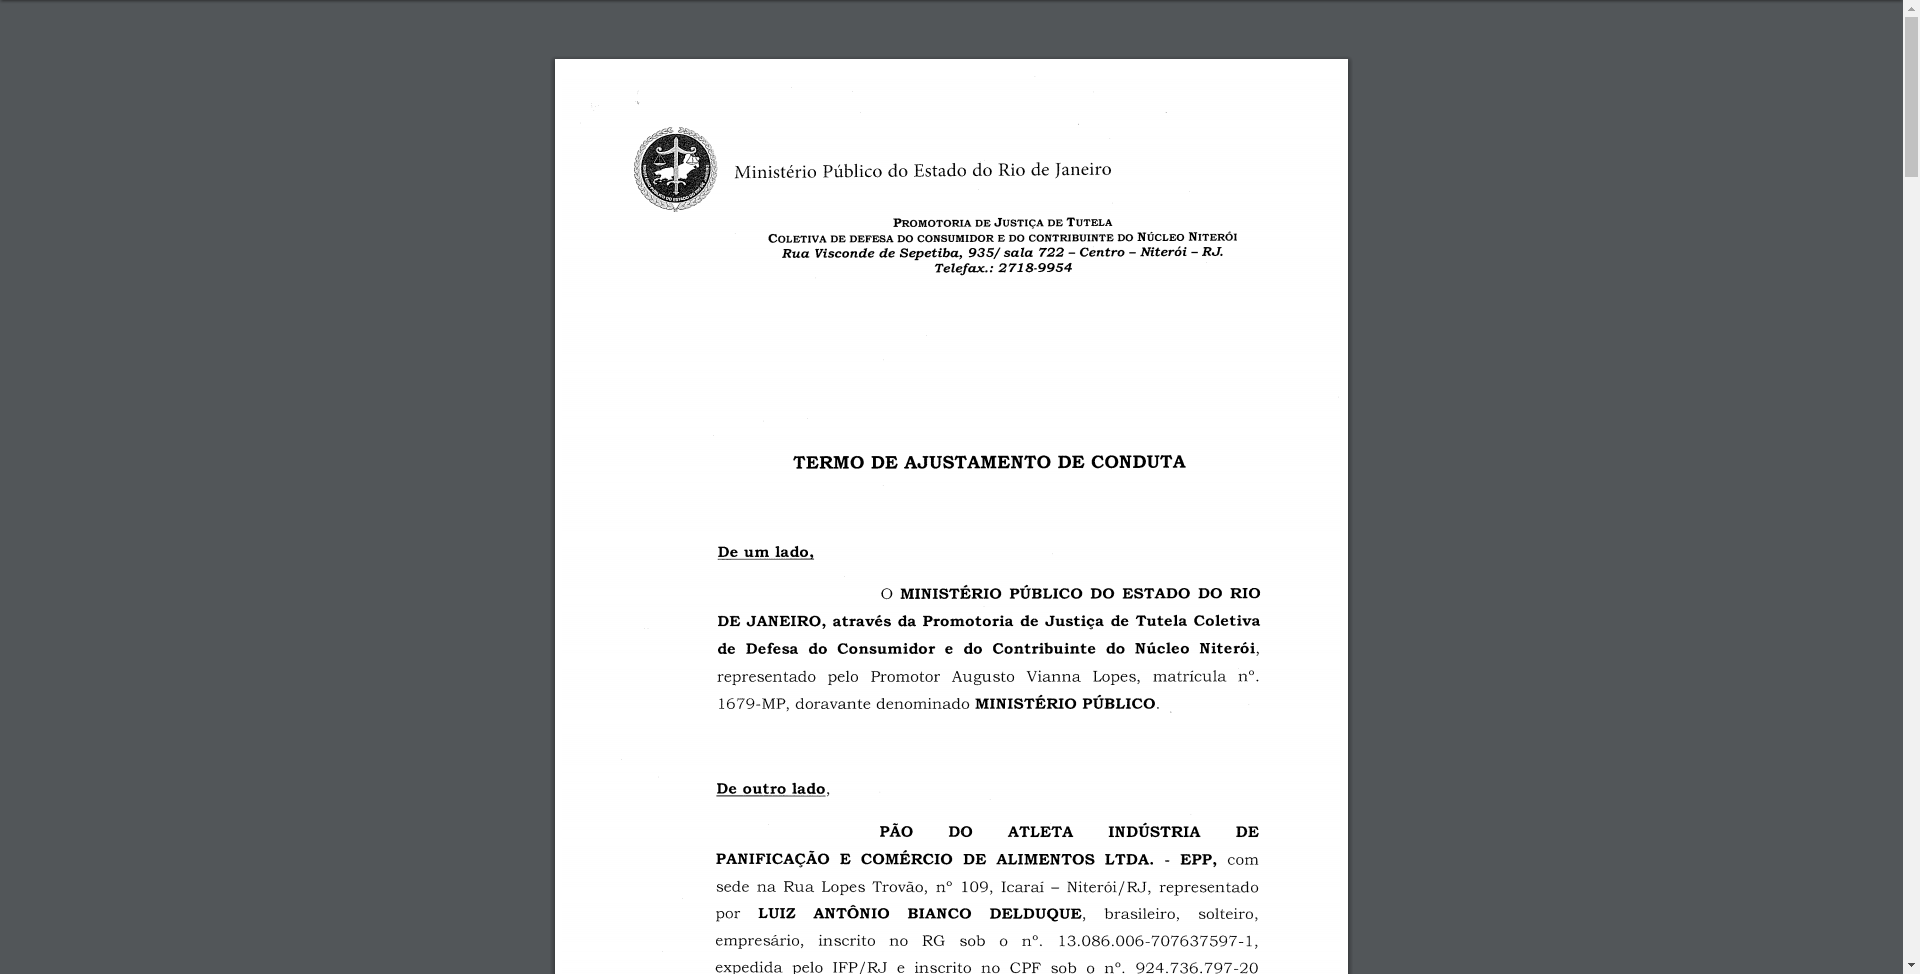 Ministério Público do Estado do Rio de Janeiro
PROMOTORIA DE JUSTIÇA DE TUTELA
COLETIVA DE DEFESA DO CONSUMIDOR E DO CONTRIBUINTE DO NÚCLEO NITERÓI
Rua Visconde de Sepetiba, 935/ sala 722 – Centro – Niterói – RJ.
Telefax.: 2718-9954
TERMO DE AJUSTAMENTO DE CONDUTA
De um lado,
O MINISTÉRIO PÚBLICO DO ESTADO DO RIO
DE JANEIRO, através da Promotoria de Justiça de Tutela Coletiva
de Defesa do Consumidor e do Contribuinte do Núcleo Niterói,
representado pelo Promotor Augusto Vianna Lopes, matrícula nº.
1679-MP, doravante denominado MINISTÉRIO PÚBLICO.
De outro lado,
PÃO DO ATLETA INDÚSTRIA DE
PANIFICAÇÃO E COMÉRCIO DE ALIMENTOS LTDA. - EPP, com
sede na Rua Lopes Trovão, nº 109, Icaraí – Niterói/RJ, representado
por LUIZ ANTÔNIO BIANCO DELDUQUE, brasileiro, solteiro,
empresário, inscrito no RG sob o nº. 13.086.006-707637597-1,
expedida pelo IFP/RJ e inscrito no CPF sob o nº. 924.736.797-20